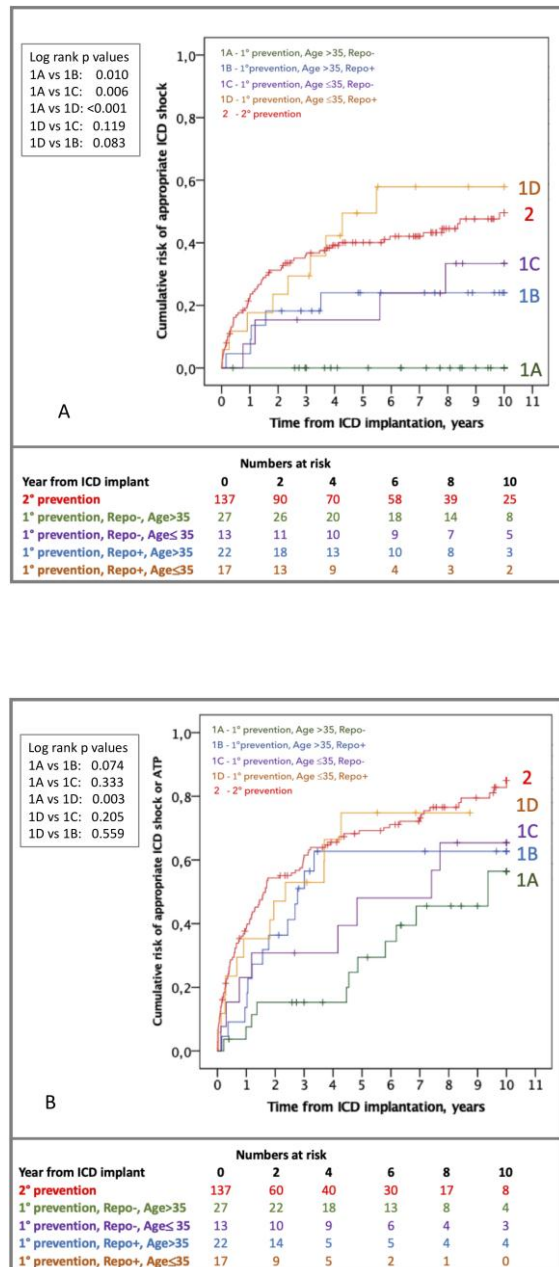 Log rank p values
1A vs 1B: 0.010
1A vs 1C: 0.006
1A vs 1D: <0.001
1D vs 1C: 0.119
1D vs 1B: 0.083
1A - 1° prevention, Age >35, Repo-
1B - 1°prevention, Age >35, Repo+
1C - 1° prevention, Age ≤35, Repo-
1D - 1° prevention, Age ≤35, Repo+
2 - 2° prevention
Cumulative risk of appropriate ICD shock
1,0
0,8
0,6
0,4
0,2
0,0
1D
2
1C
1B
1A
0 1 2 3 4 5 6 7 8 9 10 11
Time from ICD implantation, years
A
Numbers at risk
Year from ICD implant 0 2 4 6 8 10
2° prevention 137 90 70 58 39 25
1° prevention, Repo-, Age>35 27 26 20 18 14 8
1° prevention, Repo-, Age≤ 35 13 11 10 9 7 5
1° prevention, Repo+, Age>35 22 18 13 10 8 3
1° prevention, Repo+, Age≤35 17 13 9 4 3 2
Log rank p values
1A vs 1B: 0.074
1A vs 1C: 0.333
1A vs 1D: 0.003
1D vs 1C: 0.205
1D vs 1B: 0.559
1A - 1° prevention, Age >35, Repo-
1B - 1°prevention, Age >35, Repo+
1C - 1° prevention, Age ≤35, Repo-
1D - 1° prevention, Age ≤35, Repo+
2 - 2° prevention
Cumulative risk of appropriate ICD shock or ATP
1,0
0,8
0,6
0,4
0,2
0,0
2
1D
1C
1B
1A
0 1 2 3 4 5 6 7 8 9 10 11
Time from ICD implantation, years
B
Numbers at risk
Year from ICD implant 0 2 4 6 8 10
2° prevention 137 60 40 30 17 8
1° prevention, Repo-, Age>35 27 22 18 13 8 4
1° prevention, Repo-, Age≤ 35 13 10 9 6 4 3
1° prevention, Repo+, Age>35 22 14 5 5 4 4
1° prevention, Repo+, Age≤35 17 9 5 2 1 0